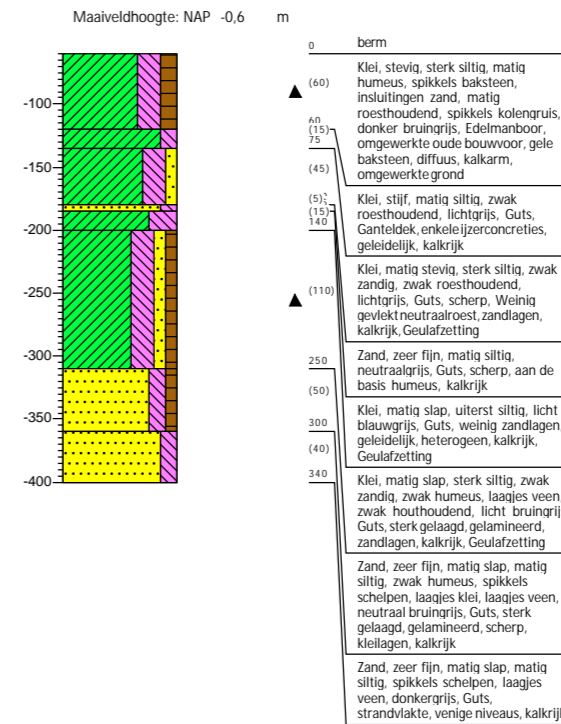 Maaiveldhoogte: NAP -0,6 m
-100
-150
-200
-250
-300
-350
-400
0
(60)
60
(15)
75
(45)
(5)
(15)
140
(110)
250
(50)
300
(40)
340
berm
Klei, stevig, sterk siltig, matig
humeus, spikkels baksteen,
insluitingen zand, matig
roesthoudend, spikkels kolengruis,
donker bruingrijs, Edelmanboor,
omgewerkte oude bouwvoor, gele
baksteen, diffuus, kalkarm,
omgewerkte grond
Klei, stijf, matig siltig, zwak
roesthoudend, lichtgrijs, Guts,
Ganteldek, enkele ijzerconcreties,
geleidelijk, kalkrijk
Klei, matig stevig, sterk siltig, zwak
zandig, zwak roesthoudend,
lichtgrijs, Guts, scherp, Weinig
gevlekt neutraalroest, zandlagen,
kalkrijk, Geulafzetting
Zand, zeer fijn, matig siltig,
neutraalgrijs, Guts, scherp, aan de
basis humeus, kalkrijk
Klei, matig slap, uiterst siltig, licht
blauwgrijs, Guts, weinig zandlagen,
geleidelijk, heterogeen, kalkrijk,
Geulafzetting
Klei, matig slap, sterk siltig, zwak
zandig, zwak humeus, laagjes veen,
zwak houthoudend, licht bruingrij
Guts, sterk gelaagd, gelamineerd,
zandlagen, kalkrijk, Geulafzetting
Zand, zeer fijn, matig slap, matig
siltig, zwak humeus, spikkels
schelpen, laagjes klei, laagjes veen,
neutraal bruingrijs, Guts, sterk
gelaagd, gelamineerd, scherp,
kleilagen, kalkrijk
Zand, zeer fijn, matig slap, matig
siltig, spikkels schelpen, laagjes
veen, donkergrijs, Guts,
strandvlakte, venige niveaus, kalkrij